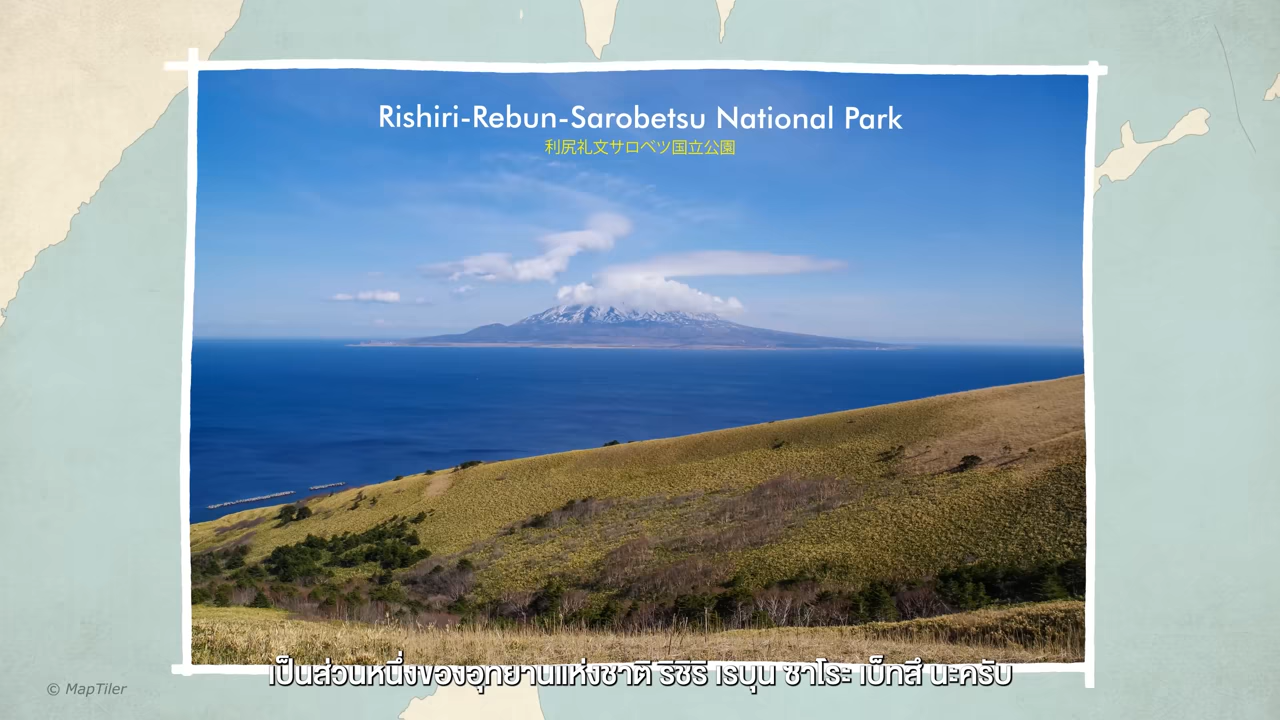 Rishiri-Rebun-Sarobetsu National Park
利尻礼文サロベツ国立公園
เป็นส่วนหนึ่งของอุทยานแห่งชาติ ริชิริ เรบุน ซาโระ เบ็ทสึ นะครับ
© MapTiler